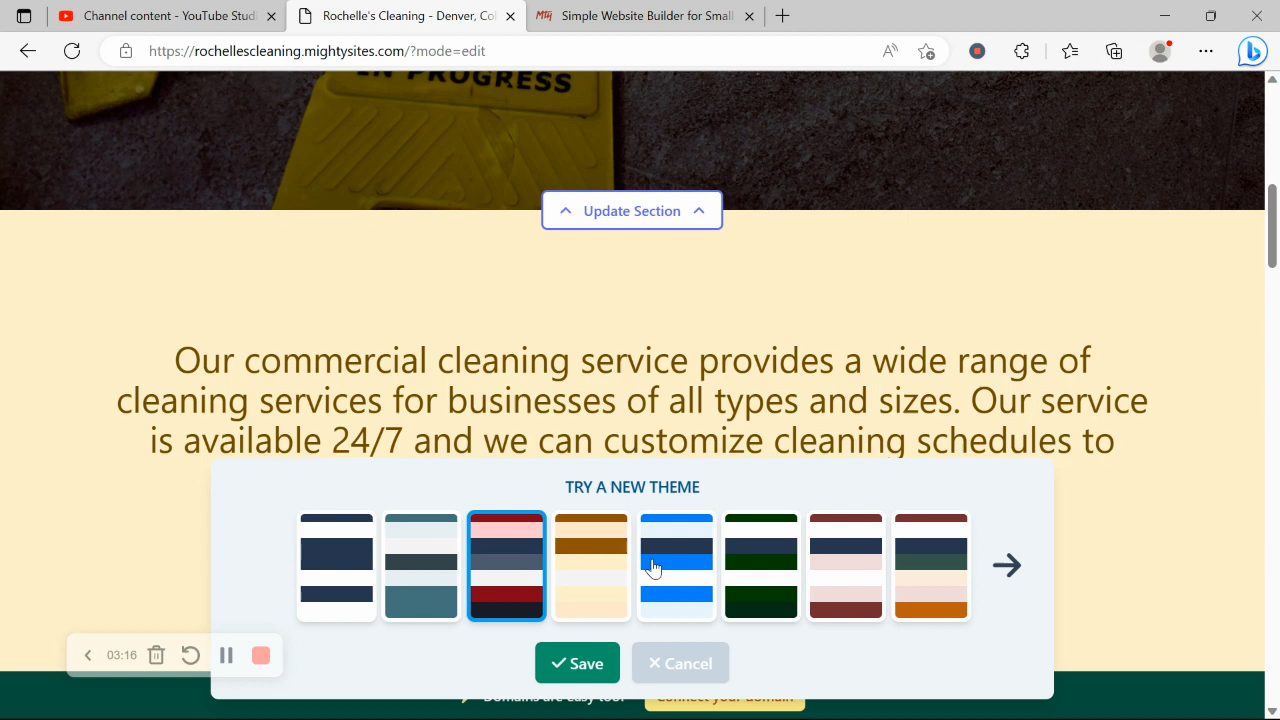 Channel content - YouTube Studi
Rochelle's Cleaning - Denver, Col
MTY Simple Website Builder for Small
https://rochellescleaning.mightysites.com/?mode=edit
IN PROGRESS
Update Section
Our commercial cleaning service provides a wide range of
cleaning services for businesses of all types and sizes. Our service
is available 24/7 and we can customize cleaning schedules to
TRY A NEW THEME
03:16
Save
Cancel
Domains are easy too!
Connect your domain